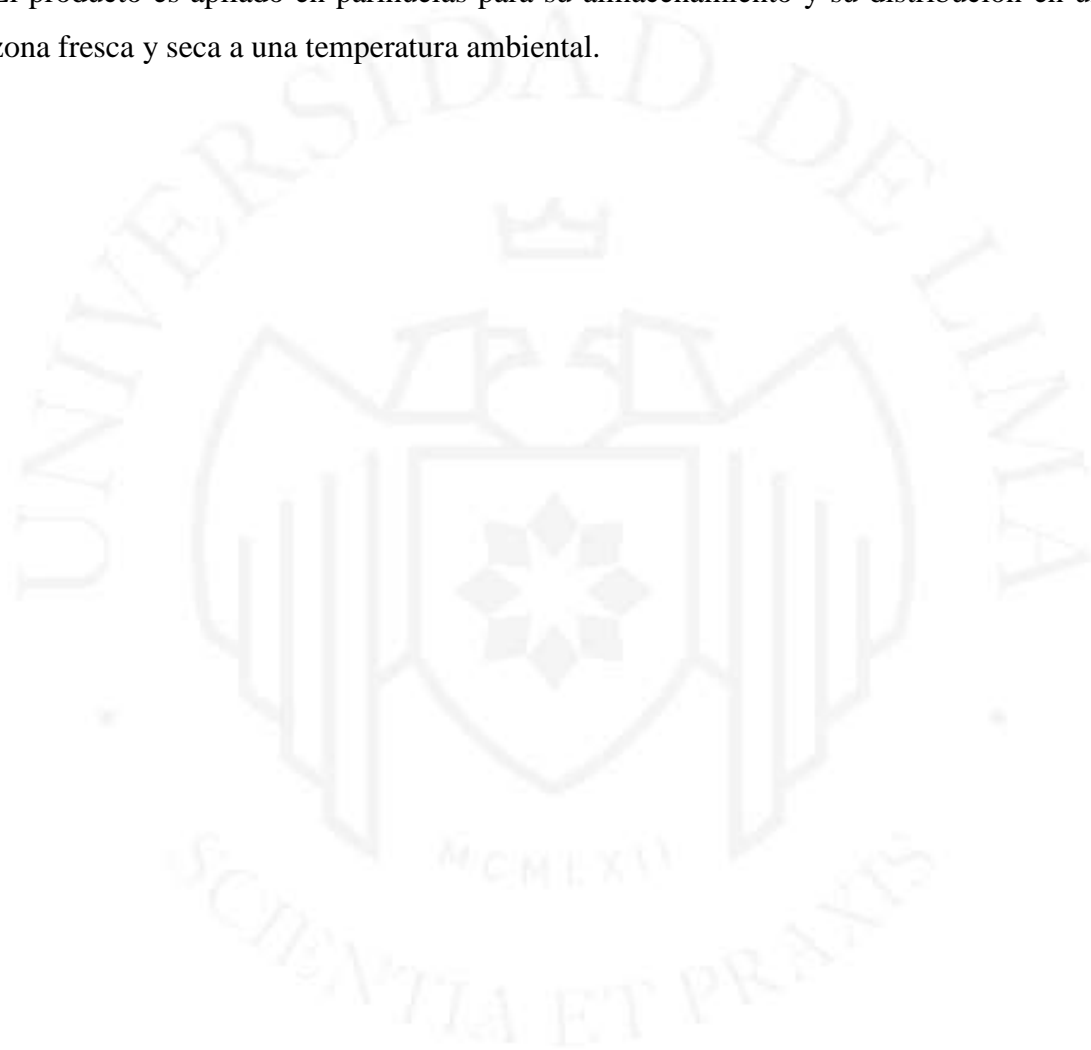 producto es apilado en parihuelas para su almacenamiento y su distribución en
zona fresca y seca a una temperatura ambiental.
UNIVERSIDAD DE LIMA
MCMLXII
SCIENTIA ET PRAXIS